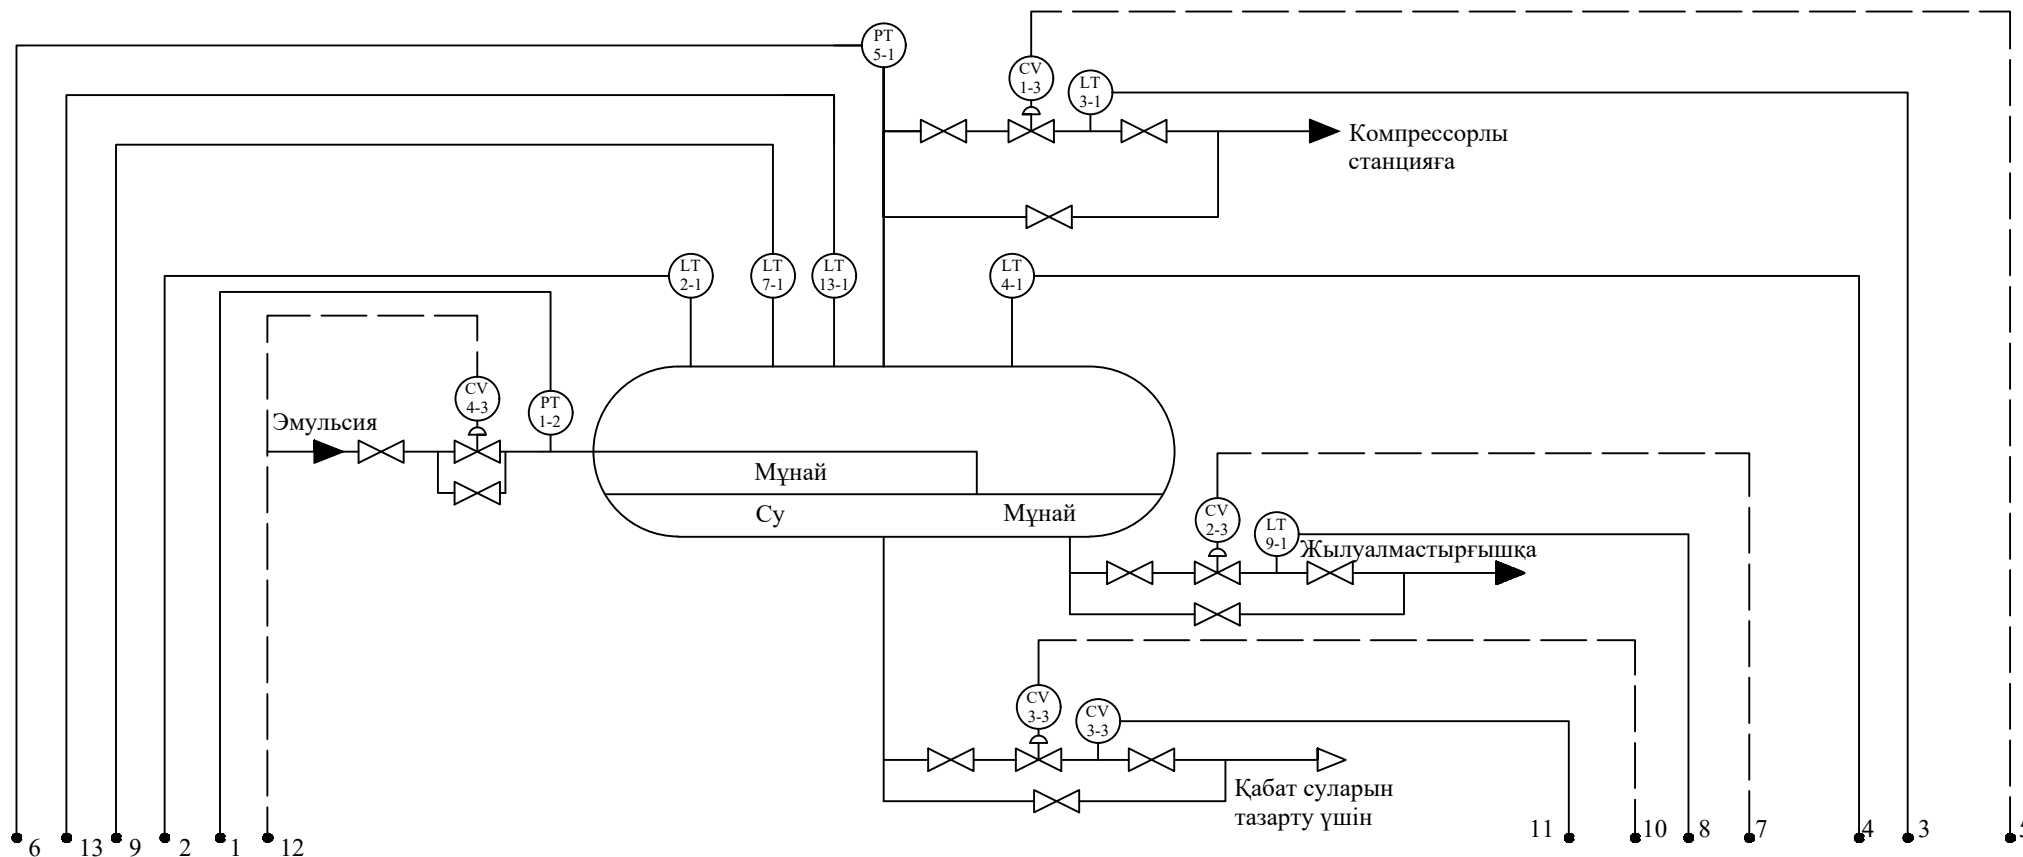 PT
5-1
CV
1-3
LT
3-1
Компрессорлы
станцияға
LT
2-1
LT
7-1
LT
13-1
LT
4-1
CV
4-3
PT
1-2
Эмульсия
Мұнай
Су
Мұнай
CV
2-3
LT
9-1
Жылуалмастырғышқа
CV
3-3
CV
3-3
Қабат суларын
тазарту үшін
6
13
9
2
1
12
11
10
8
7
4
3
5